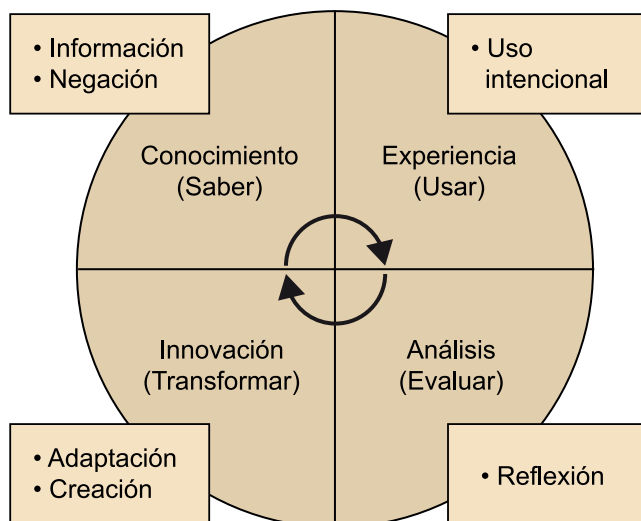 • Información
• Negación
• Uso
intencional
Conocimiento
(Saber)
Experiencia
(Usar)
Innovación
(Transformar)
Análisis
(Evaluar)
• Adaptación
• Creación
• Reflexión